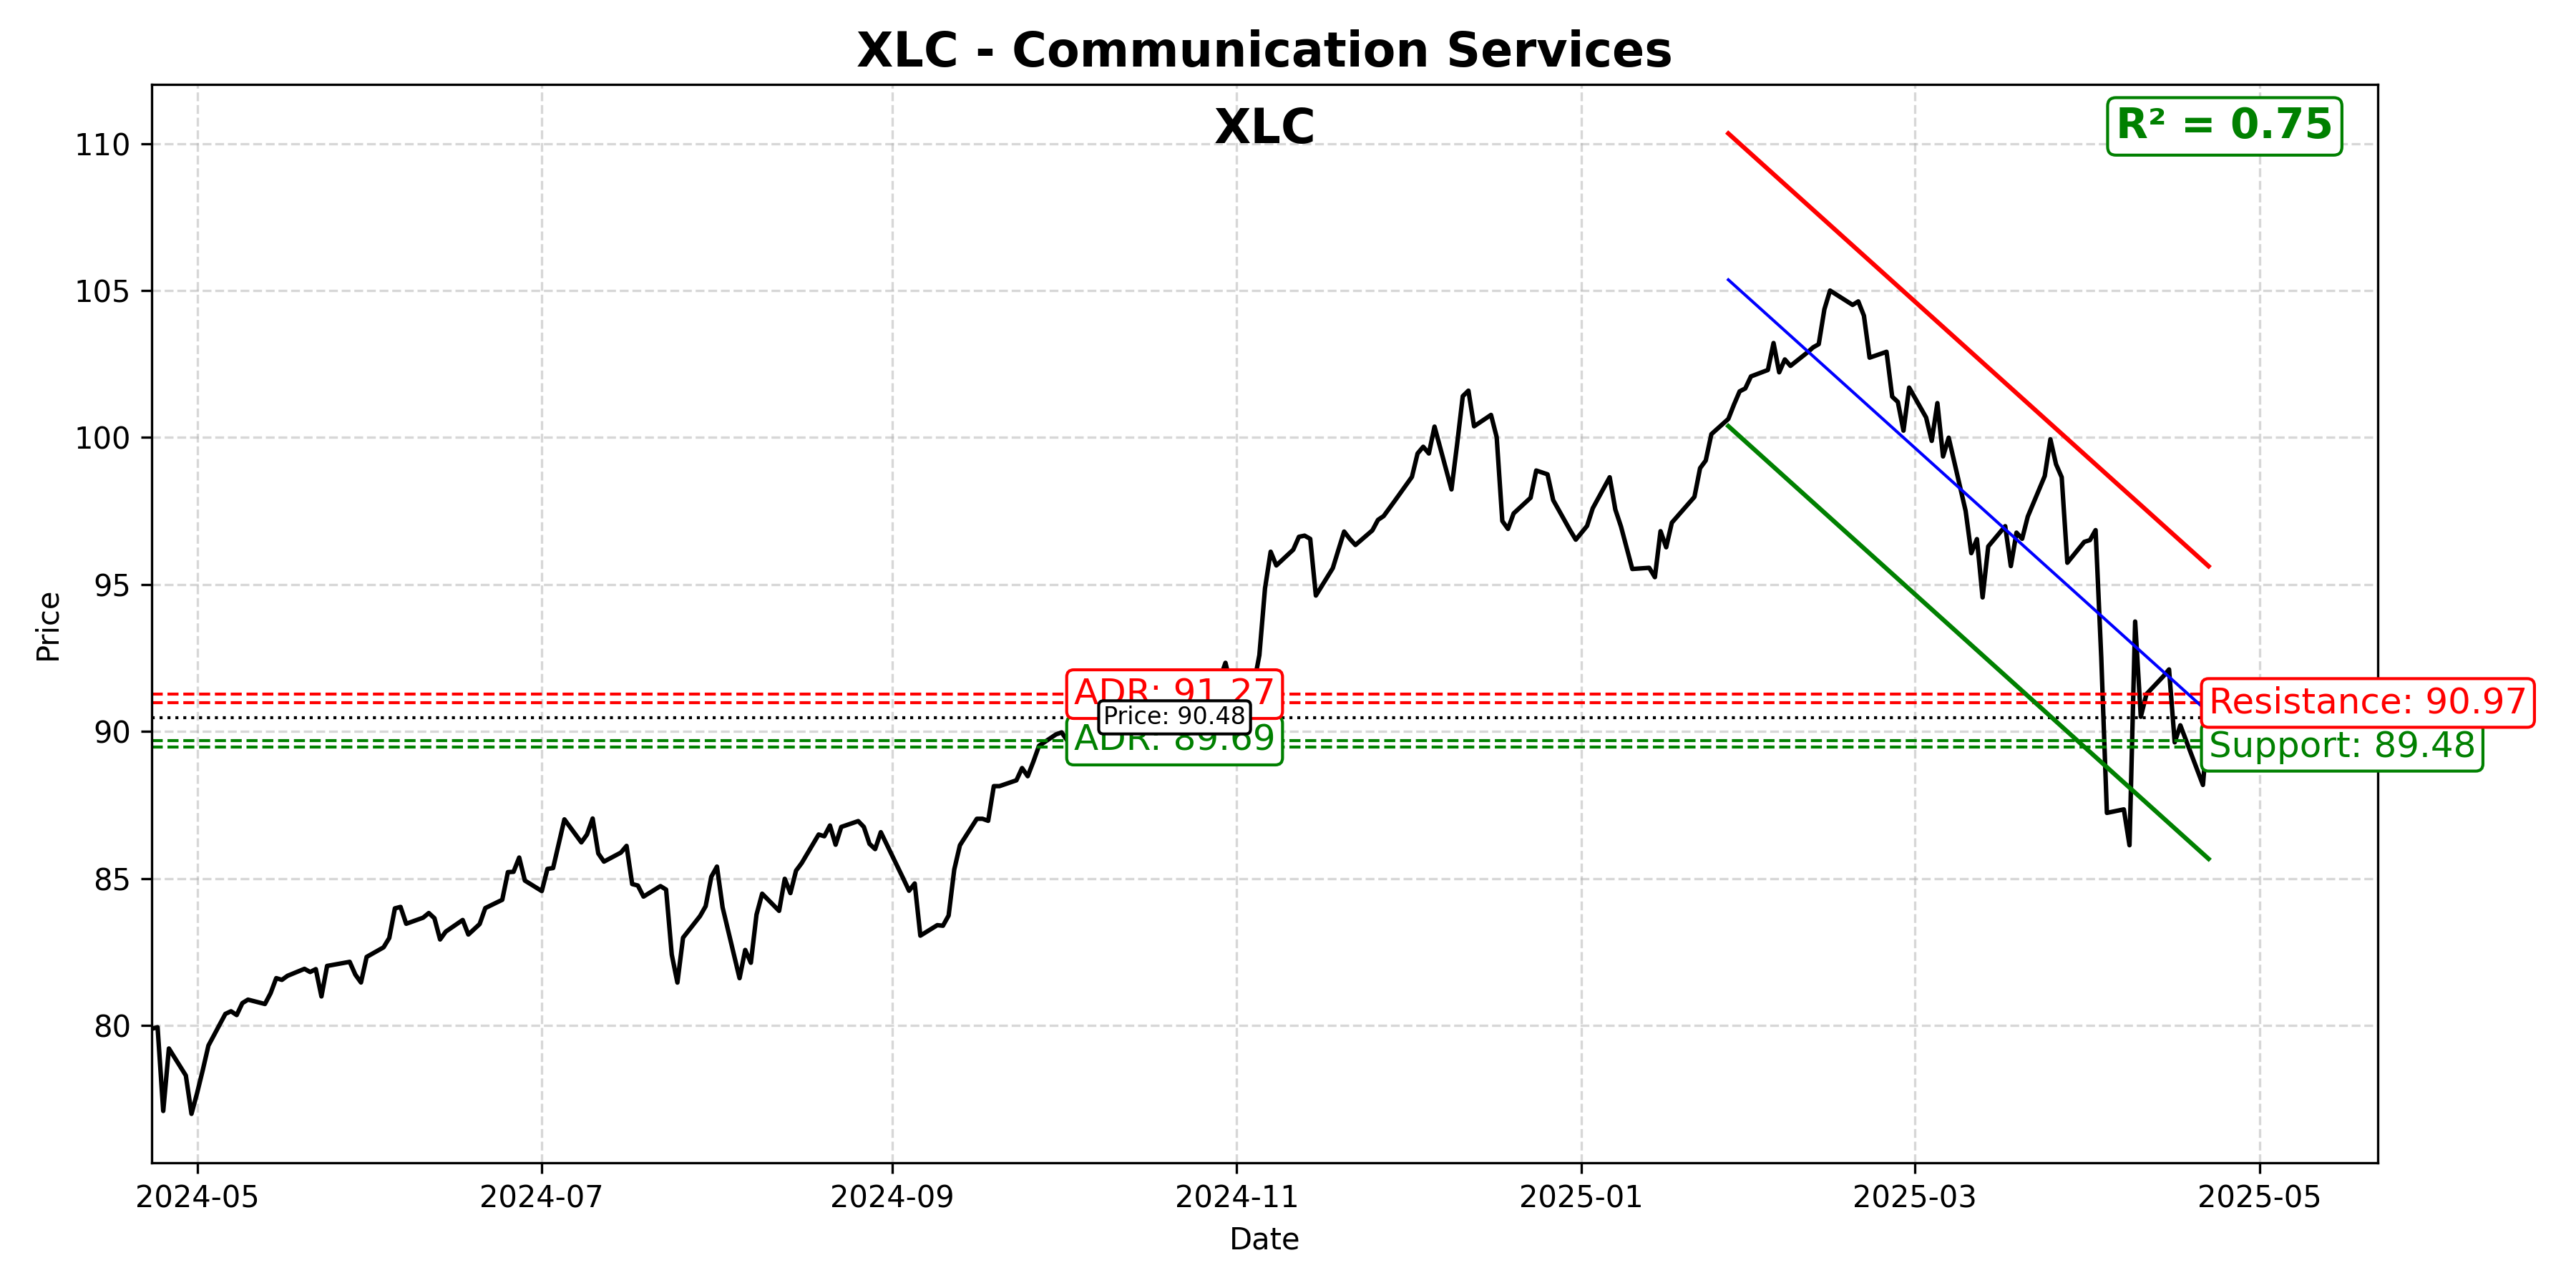 XLC - Communication Services
XLC
R² = 0.75
110
105
100
95
90
85
80
Price
ADR: 91.27
Price: 90.48
ADR: 89.69
Resistance: 90.97
Support: 89.48
2024-05
2024-07
2024-09
2024-11
2025-01
2025-03
2025-05
Date